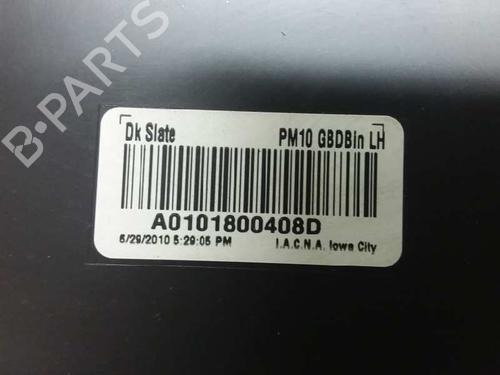 Dk Slate PM10 GBDBin LH
A0101800408D
6/29/2010 5:29:05 PM I.A.C.N.A. Iowa City
B-PARTS